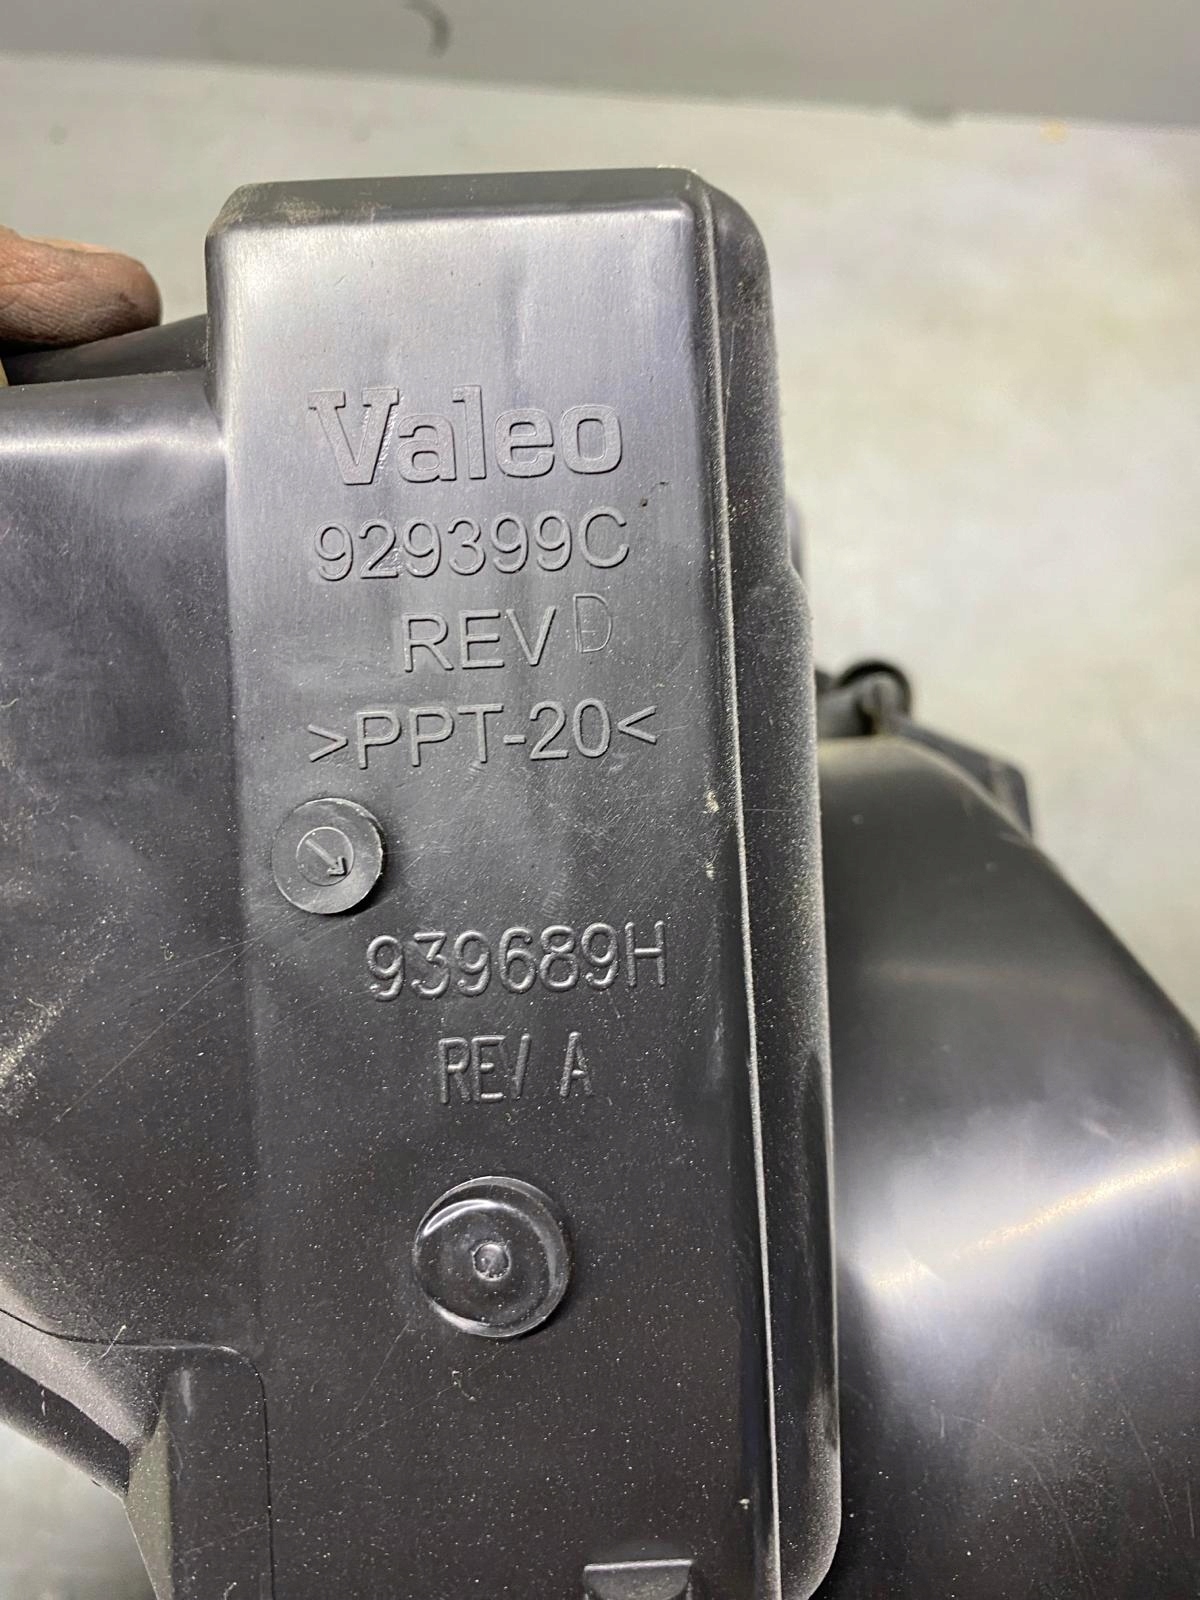 Valeo
929399C
REV D
>PPT-20<
939689H
REV A